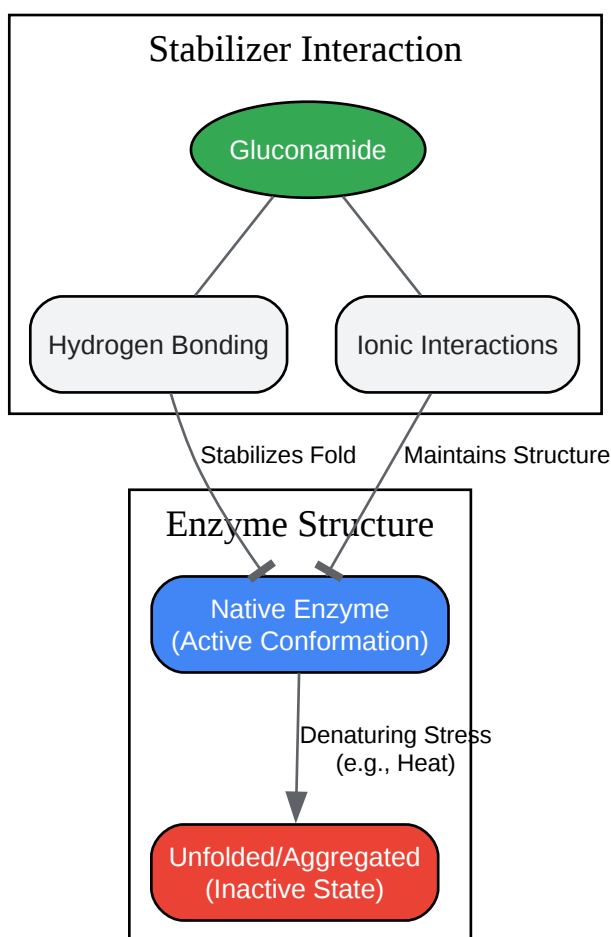 Stabilizer Interaction
Gluconamide
Hydrogen Bonding
Ionic Interactions
Stabilizes Fold
Maintains Structure
Enzyme Structure
Native Enzyme
(Active Conformation)
Denaturing Stress
(e.g., Heat)
Unfolded/Aggregated
(Inactive State)